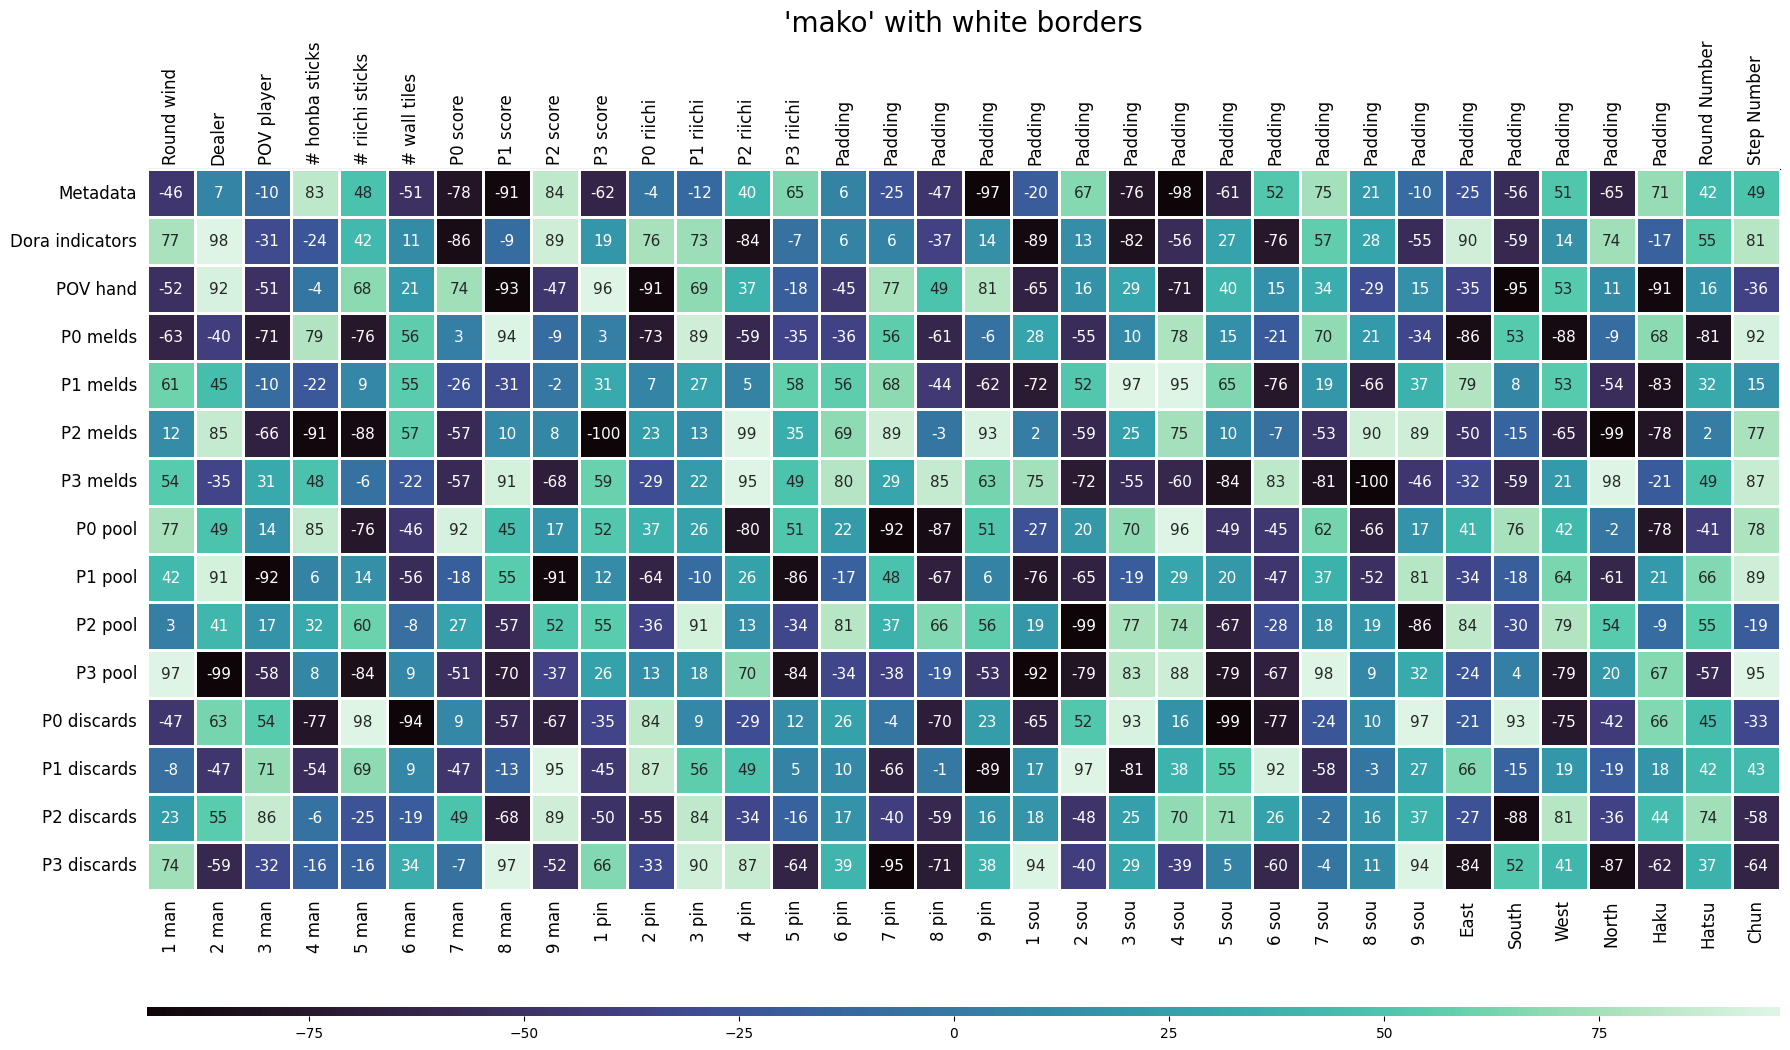 'mako' with white borders
Round wind Dealer POV player # honba sticks # riichi sticks # wall tiles P0 score P1 score P2 score P3 score P0 riichi P1 riichi P2 riichi P3 riichi Padding Padding Padding Padding Padding Padding Padding Padding Padding Padding Padding Padding Padding Padding Padding Padding Padding Padding Round Number Step Number
Metadata -46 7 -10 83 48 -51 -78 -91 84 -62 -4 -12 40 65 6 -25 -47 -97 -20 67 -76 -98 -61 52 75 21 -10 -25 -56 51 -65 71 42 49
Dora indicators 77 98 -31 -24 42 11 -86 -9 89 19 76 73 -84 -7 6 6 -37 14 -89 13 -82 -56 27 -76 57 28 -55 90 -59 14 74 -17 55 81
POV hand -52 92 -51 -4 68 21 74 -93 -47 96 -91 69 37 -18 -45 77 49 81 -65 16 29 -71 40 15 34 -29 15 -35 -95 53 11 -91 16 -36
P0 melds -63 -40 -71 79 -76 56 3 94 -9 3 -73 89 -59 -35 -36 56 -61 -6 28 -55 10 78 15 -21 70 21 -34 -86 53 -88 -9 68 -81 92
P1 melds 61 45 -10 -22 9 55 -26 -31 -2 31 7 27 5 58 56 68 -44 -62 -72 52 97 95 65 -76 19 -66 37 79 8 53 -54 -83 32 15
P2 melds 12 85 -66 -91 -88 57 -57 10 8 -100 23 13 99 35 69 89 -3 93 2 -59 25 75 10 -7 -53 90 89 -50 -15 -65 -99 -78 2 77
P3 melds 54 -35 31 48 -6 -22 -57 91 -68 59 -29 22 95 49 80 29 85 63 75 -72 -55 -60 -84 83 -81 -100 -46 -32 -59 21 98 -21 49 87
P0 pool 77 49 14 85 -76 -46 92 45 17 52 37 26 -80 51 22 -92 -87 51 -27 20 70 96 -49 -45 62 -66 17 41 76 42 -2 -78 -41 78
P1 pool 42 91 -92 6 14 -56 -18 55 -91 12 -64 -10 26 -86 -17 48 -67 6 -76 -65 -19 29 20 -47 37 -52 81 -34 -18 64 -61 21 66 89
P2 pool 3 41 17 32 60 -8 27 -57 52 55 -36 91 13 -34 81 37 66 56 19 -99 77 74 -67 -28 18 19 -86 84 -30 79 54 -9 55 -19
P3 pool 97 -99 -58 8 -84 9 -51 -70 -37 26 13 18 70 -84 -34 -38 -19 -53 -92 -79 83 88 -79 -67 98 9 32 -24 4 -79 20 67 -57 95
P0 discards -47 63 54 -77 98 -94 9 -57 -67 -35 84 9 -29 12 26 -4 -70 23 -65 52 93 16 -99 -77 -24 10 97 -21 93 -75 -42 66 45 -33
P1 discards -8 -47 71 -54 69 9 -47 -13 95 -45 87 56 49 5 10 -66 -1 -89 17 97 -81 38 55 92 -58 -3 27 66 -15 19 -19 18 42 43
P2 discards 23 55 86 -6 -25 -19 49 -68 89 -50 -55 84 -34 -16 17 -40 -59 16 18 -48 25 70 71 26 -2 16 37 -27 -88 81 -36 44 74 -58
P3 discards 74 -59 -32 -16 -16 34 -7 97 -52 66 -33 90 87 -64 39 -95 -71 38 94 -40 29 -39 5 -60 -4 11 94 -84 52 41 -87 -62 37 -64
1 man 2 man 3 man 4 man 5 man 6 man 7 man 8 man 9 man 1 pin 2 pin 3 pin 4 pin 5 pin 6 pin 7 pin 8 pin 9 pin 1 sou 2 sou 3 sou 4 sou 5 sou 6 sou 7 sou 8 sou 9 sou East South West North Haku Hatsu Chun
−75 −50 −25 0 25 50 75